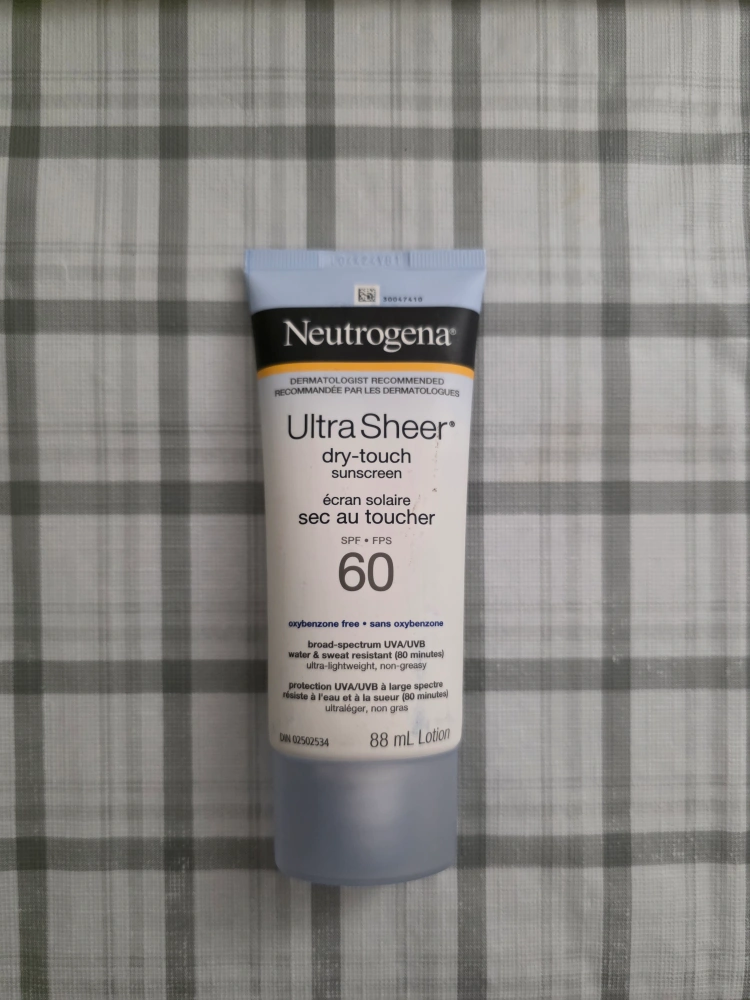 30047410
Neutrogena®
DERMATOLOGIST RECOMMENDED
RECOMMANDÉE PAR LES DERMATOLOGUES
Ultra Sheer®
dry-touch
sunscreen
écran solaire
sec au toucher
SPF • FPS
60
oxybenzone free • sans oxybenzone
broad-spectrum UVA/UVB
water & sweat resistant (80 minutes)
ultra-lightweight, non-greasy
protection UVA/UVB à large spectre
résiste à l'eau et à la sueur (80 minutes)
ultraléger, non gras
DIN 02502534
88 mL Lotion